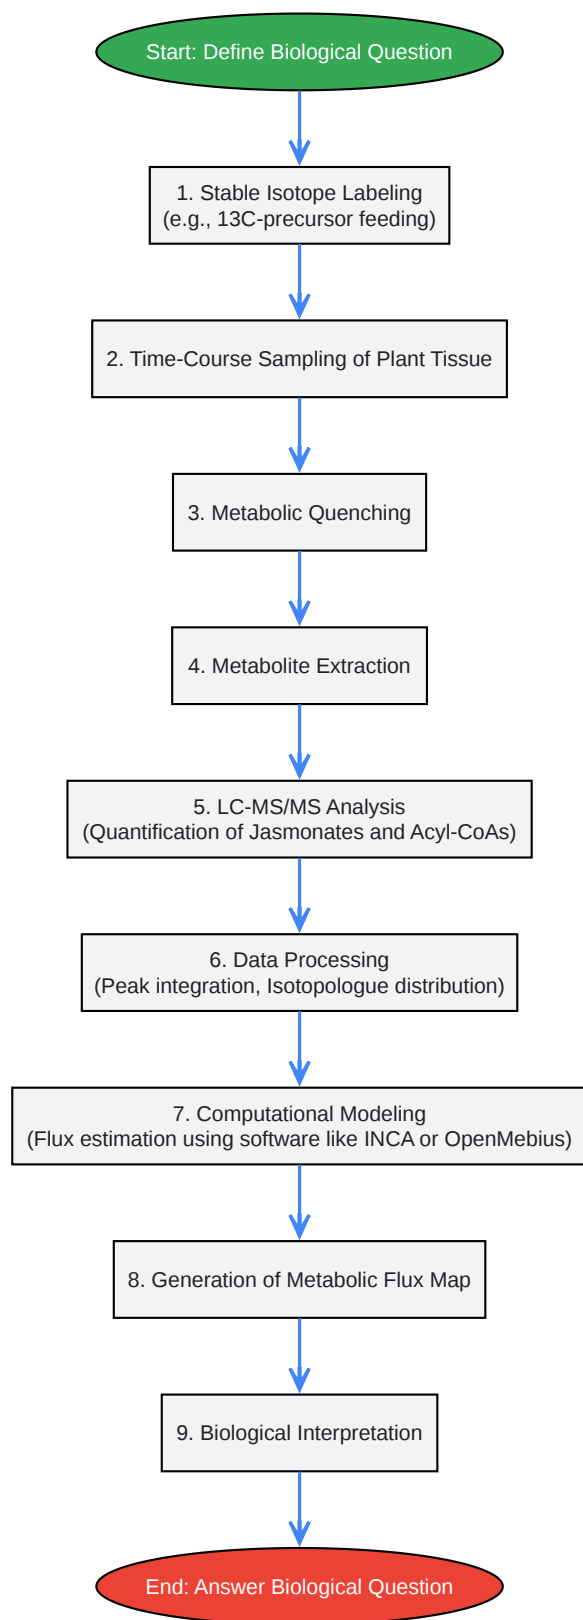 Start: Define Biological Question
1. Stable Isotope Labeling
(e.g., 13C-precursor feeding)
2. Time-Course Sampling of Plant Tissue
3. Metabolic Quenching
4. Metabolite Extraction
5. LC-MS/MS Analysis
(Quantification of Jasmonates and Acyl-CoAs)
6. Data Processing
(Peak integration, Isotopologue distribution)
7. Computational Modeling
(Flux estimation using software like INCA or OpenMebius)
8. Generation of Metabolic Flux Map
9. Biological Interpretation
End: Answer Biological Question